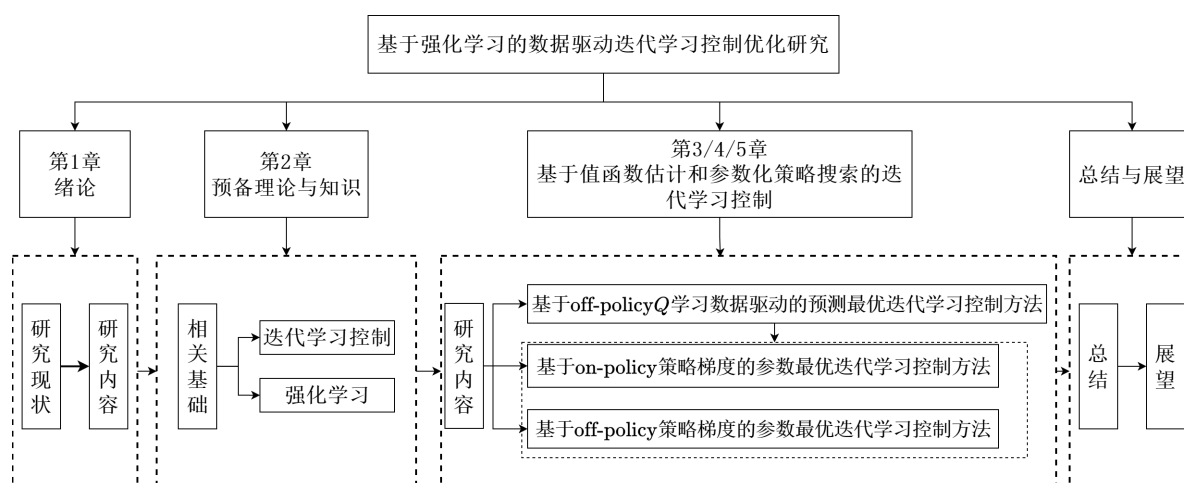 基于强化学习的数据驱动迭代学习控制优化研究
第1章
绪论
第2章
预备理论与知识
第3/4/5章
基于值函数估计和参数化策略搜索的迭
代学习控制
总结与展望
研究现状
研究内容
相关基础
迭代学习控制
强化学习
研究内容
基于off-policyQ学习数据驱动的预测最优迭代学习控制方法
基于on-policy策略梯度的参数最优迭代学习控制方法
基于off-policy策略梯度的参数最优迭代学习控制方法
总结
展望